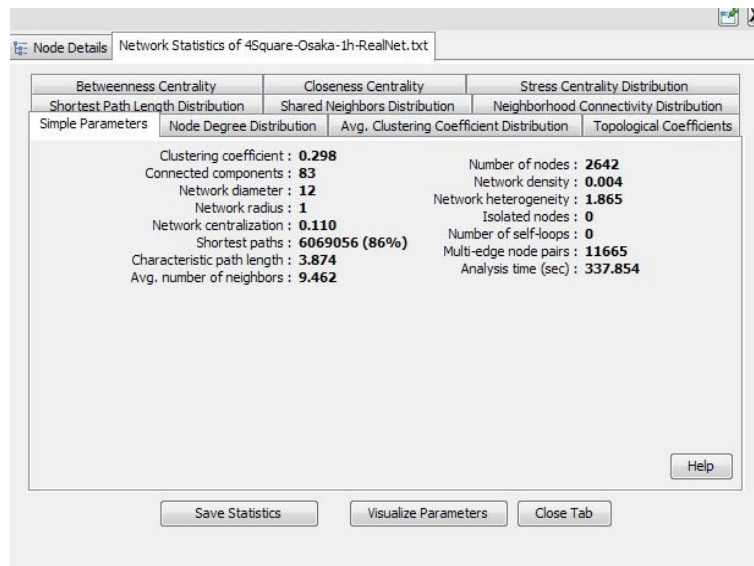 Node Details
Network Statistics of 4Square-Osaka-1h-RealNet.txt
Betweenness Centrality
Closeness Centrality
Stress Centrality Distribution
Shortest Path Length Distribution
Shared Neighbors Distribution
Neighborhood Connectivity Distribution
Simple Parameters
Node Degree Distribution
Avg. Clustering Coefficient Distribution
Topological Coefficients
Clustering coefficient : 0.298
Connected components : 83
Network diameter : 12
Network radius : 1
Network centralization : 0.110
Shortest paths : 6069056 (86%)
Characteristic path length : 3.874
Avg. number of neighbors : 9.462
Number of nodes : 2642
Network density : 0.004
Network heterogeneity : 1.865
Isolated nodes : 0
Number of self-loops : 0
Multi-edge node pairs : 11665
Analysis time (sec) : 337.854
Help
Save Statistics
Visualize Parameters
Close Tab